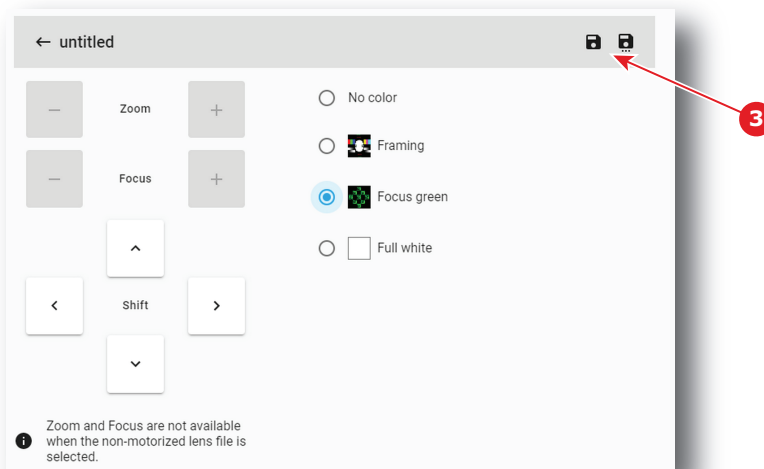 untitled
3
Zoom
No color
Framing
Focus
Focus green
Full white
Shift
Zoom and Focus are not available
when the non-motorized lens file is
selected.